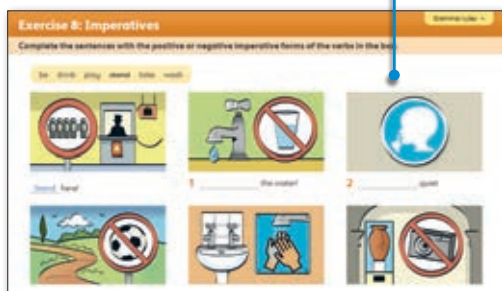 Exercise 8: Imperatives
Grammar rules
Complete the sentences with the positive or negative imperative forms of the verbs in the box.
be drink play stand take wash
Stand here!
1 the water!
2 quiet